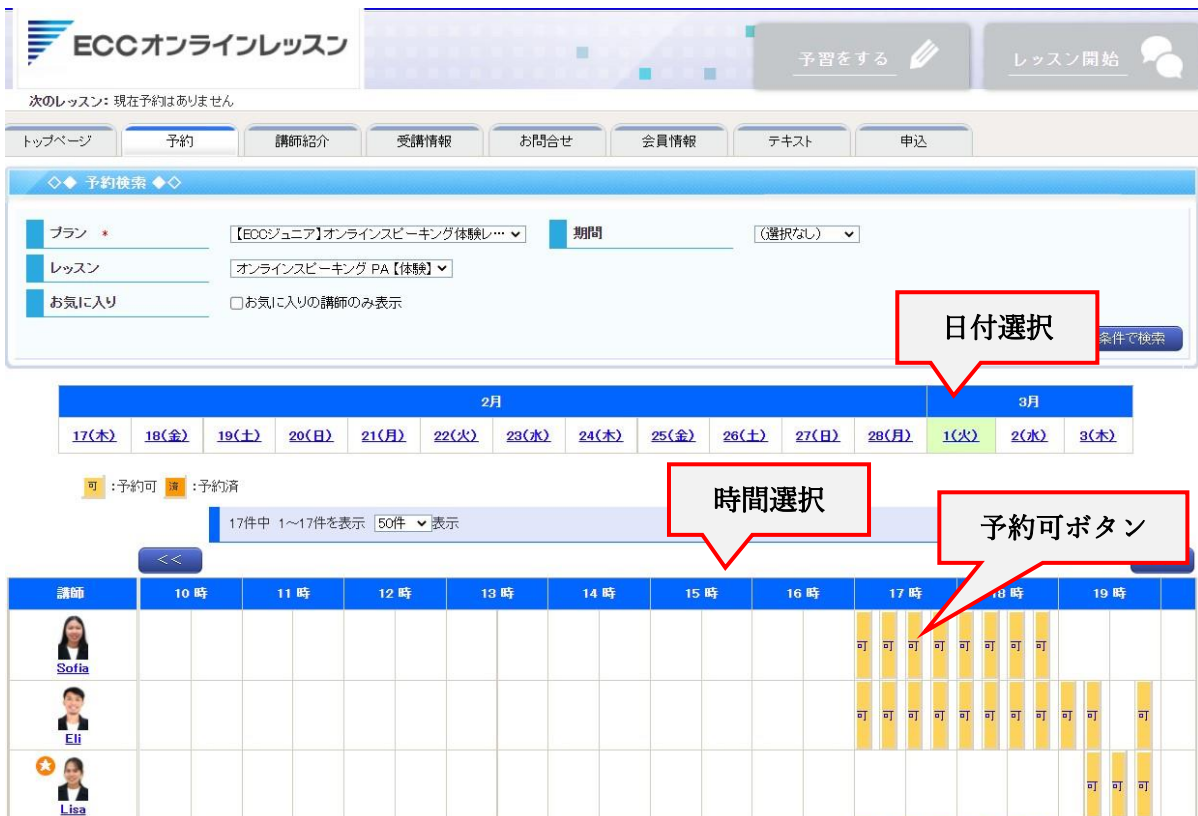 ECCオンラインレッスン
予習をする
レッスン開始
次のレッスン: 現在予約はありません
トップページ 予約 講師紹介 受講情報 お問合せ 会員情報 テキスト 申込
◇◆ 予約検索 ◆◇
プラン * 【ECCジュニア】オンラインスピーキング体験レ… 期間 (選択なし)
レッスン オンラインスピーキング PA【体験】
お気に入り お気に入りの講師のみ表示
日付選択
条件で検索
2月 3月
17(木) 18(金) 19(土) 20(日) 21(月) 22(火) 23(水) 24(木) 25(金) 26(土) 27(日) 28(月) 1(火) 2(水) 3(木)
可 :予約可 済 :予約済
時間選択
予約可ボタン
17件中 1～17件を表示 50件 表示
<<
講師 10 時 11 時 12 時 13 時 14 時 15 時 16 時 17 時 18 時 19 時
可 可 可 可 可 可 可 可
Sofia
可 可 可 可 可 可 可 可 可 可 可
Eli
可 可 可
Lisa